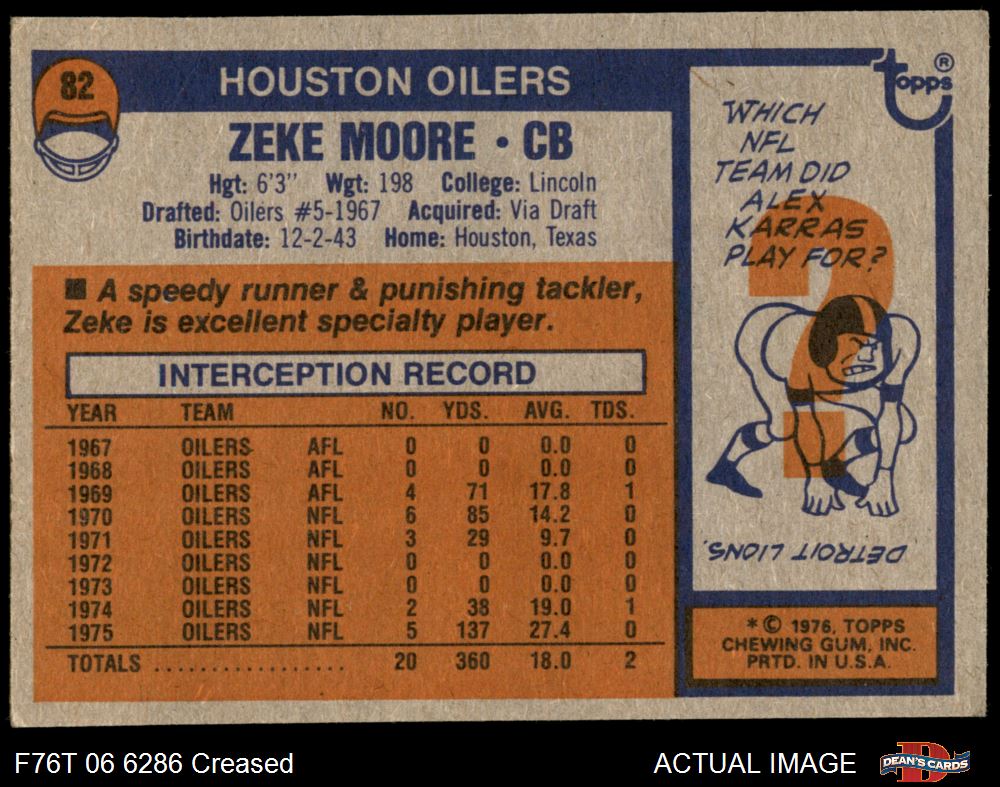 82
HOUSTON OILERS
ZEKE MOORE • CB
Hgt: 6'3" Wgt: 198 College: Lincoln
Drafted: Oilers #5-1967 Acquired: Via Draft
Birthdate: 12-2-43 Home: Houston, Texas
■ A speedy runner & punishing tackler,
Zeke is excellent specialty player.
INTERCEPTION RECORD
YEAR TEAM NO. YDS. AVG. TDS.
1967 OILERS AFL 0 0 0.0 0
1968 OILERS AFL 0 0 0.0 0
1969 OILERS AFL 4 71 17.8 1
1970 OILERS NFL 6 85 14.2 0
1971 OILERS NFL 3 29 9.7 0
1972 OILERS NFL 0 0 0.0 0
1973 OILERS NFL 0 0 0.0 0
1974 OILERS NFL 2 38 19.0 1
1975 OILERS NFL 5 137 27.4 0
TOTALS ................. 20 360 18.0 2
topps ®
WHICH
NFL
TEAM DID
ALEX
KARRAS
PLAY FOR?
?
DETROIT LIONS.
* © 1976, TOPPS
CHEWING GUM, INC.
PRTD. IN U.S.A.
F76T 06 6286 Creased
ACTUAL IMAGE
D
DEAN'S CARDS